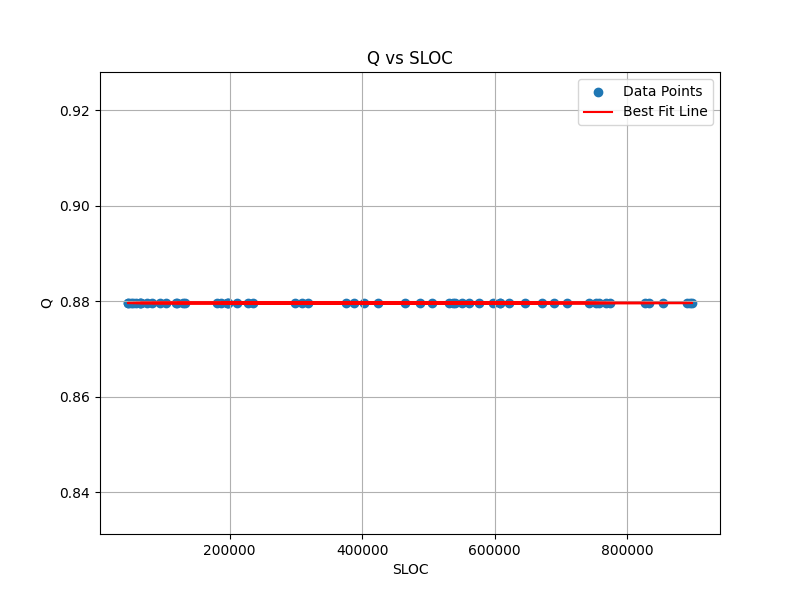 Q vs SLOC
Data Points
Best Fit Line
0.92
0.90
0.88
0.86
0.84
Q
200000
400000
600000
800000
SLOC